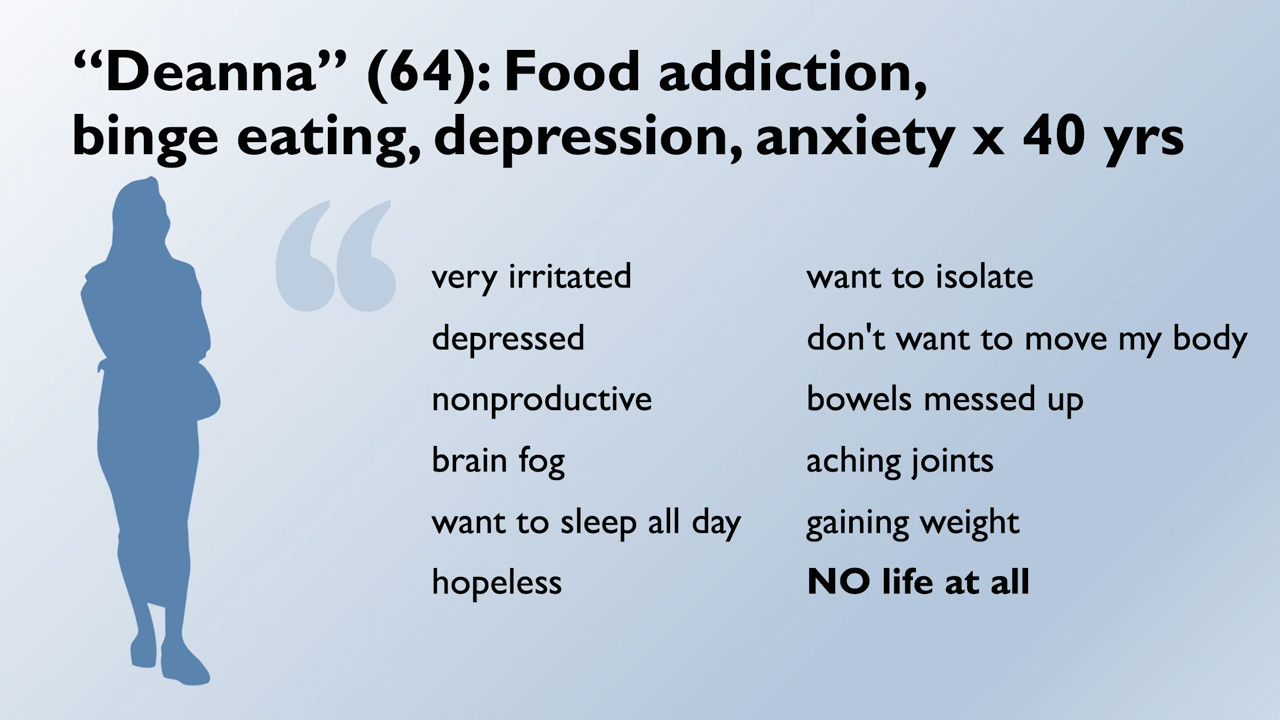 “Deanna” (64): Food addiction,
binge eating, depression, anxiety x 40 yrs
“
very irritated
depressed
nonproductive
brain fog
want to sleep all day
hopeless
want to isolate
don't want to move my body
bowels messed up
aching joints
gaining weight
NO life at all